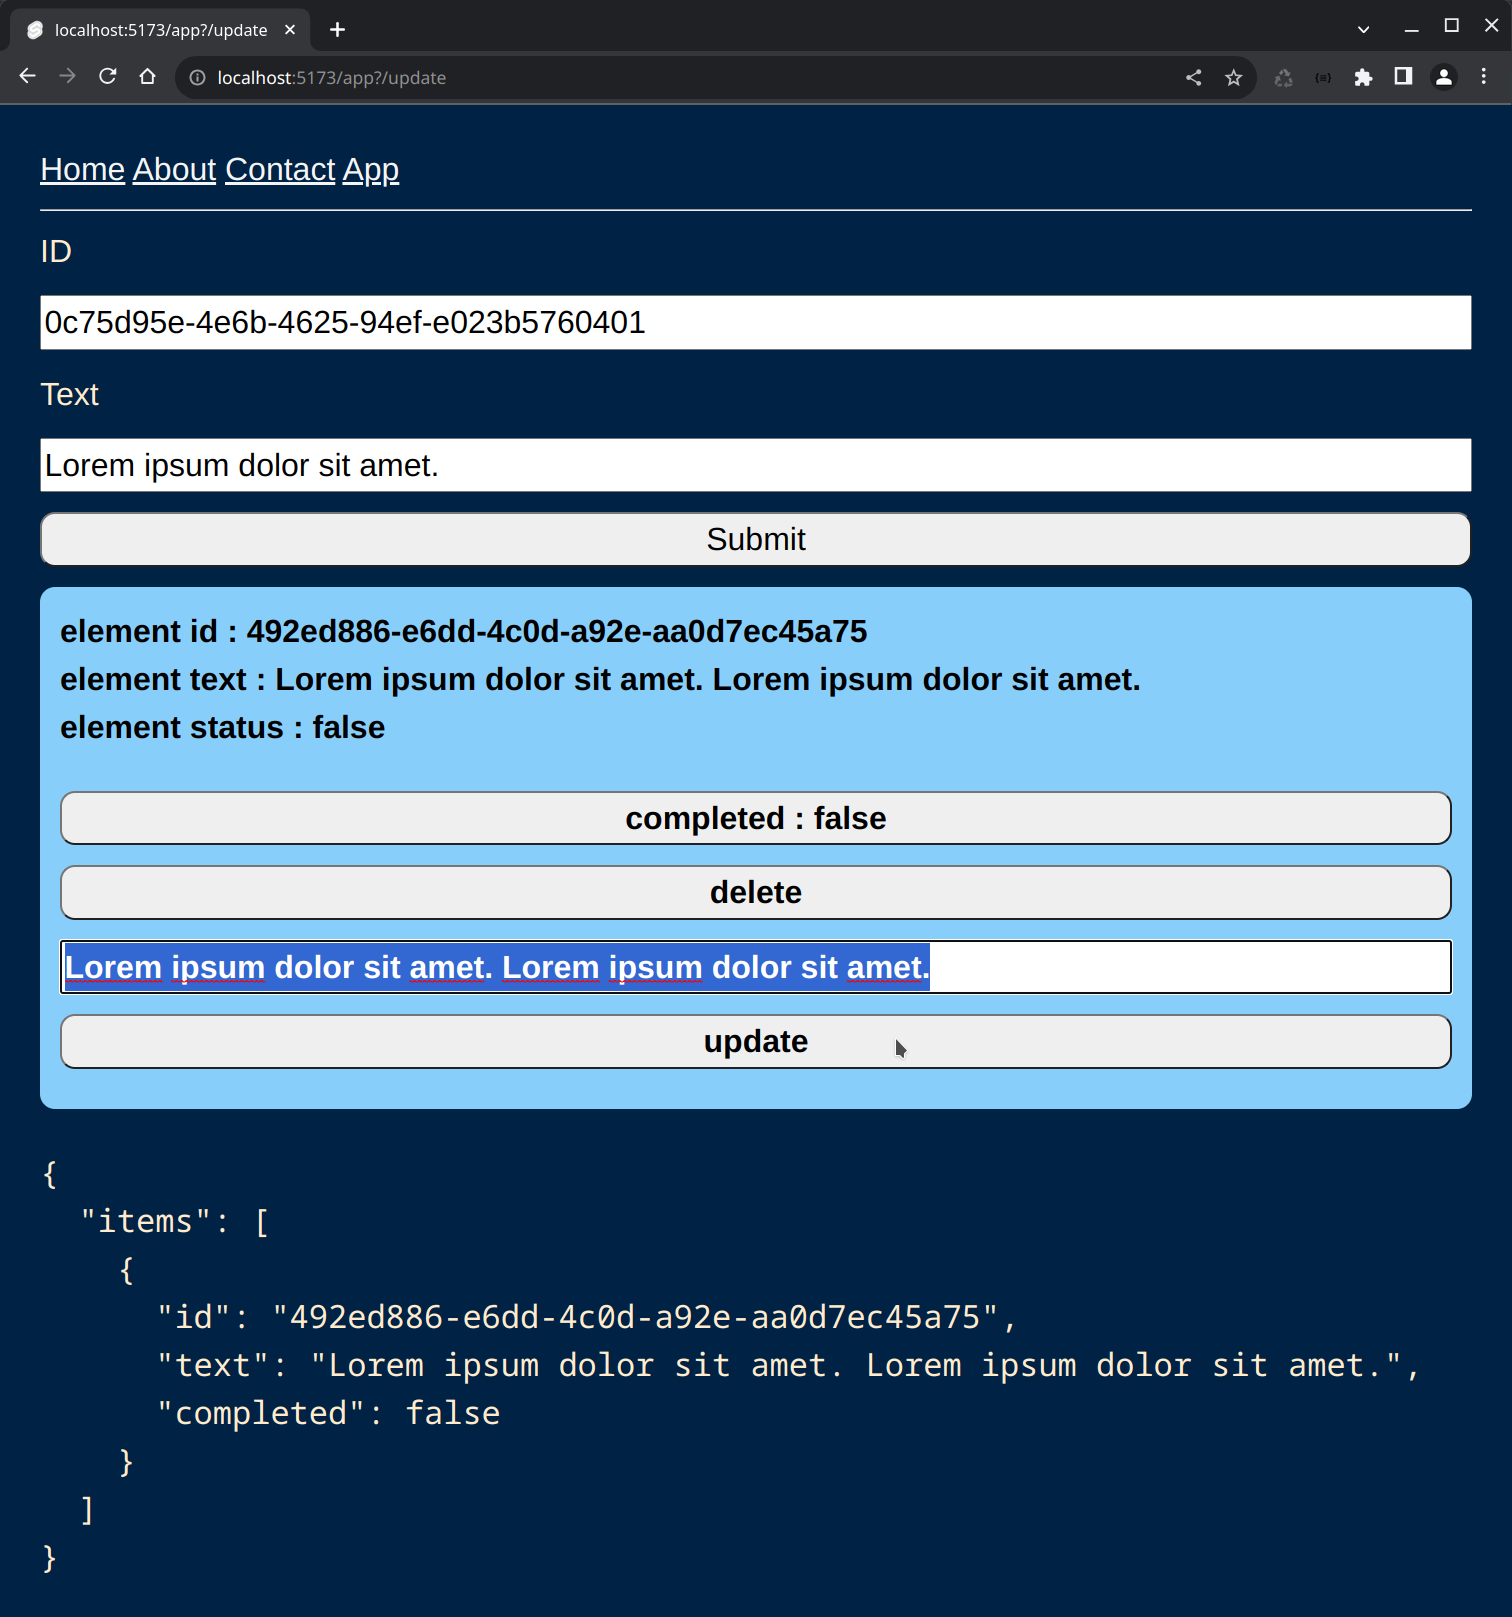 localhost:5173/app?/update
localhost:5173/app?/update
Home About Contact App
ID
0c75d95e-4e6b-4625-94ef-e023b5760401
Text
Lorem ipsum dolor sit amet.
Submit
element id : 492ed886-e6dd-4c0d-a92e-aa0d7ec45a75
element text : Lorem ipsum dolor sit amet. Lorem ipsum dolor sit amet.
element status : false
completed : false
delete
Lorem ipsum dolor sit amet. Lorem ipsum dolor sit amet.
update
{
  "items": [
    {
      "id": "492ed886-e6dd-4c0d-a92e-aa0d7ec45a75",
      "text": "Lorem ipsum dolor sit amet. Lorem ipsum dolor sit amet.",
      "completed": false
    }
  ]
}